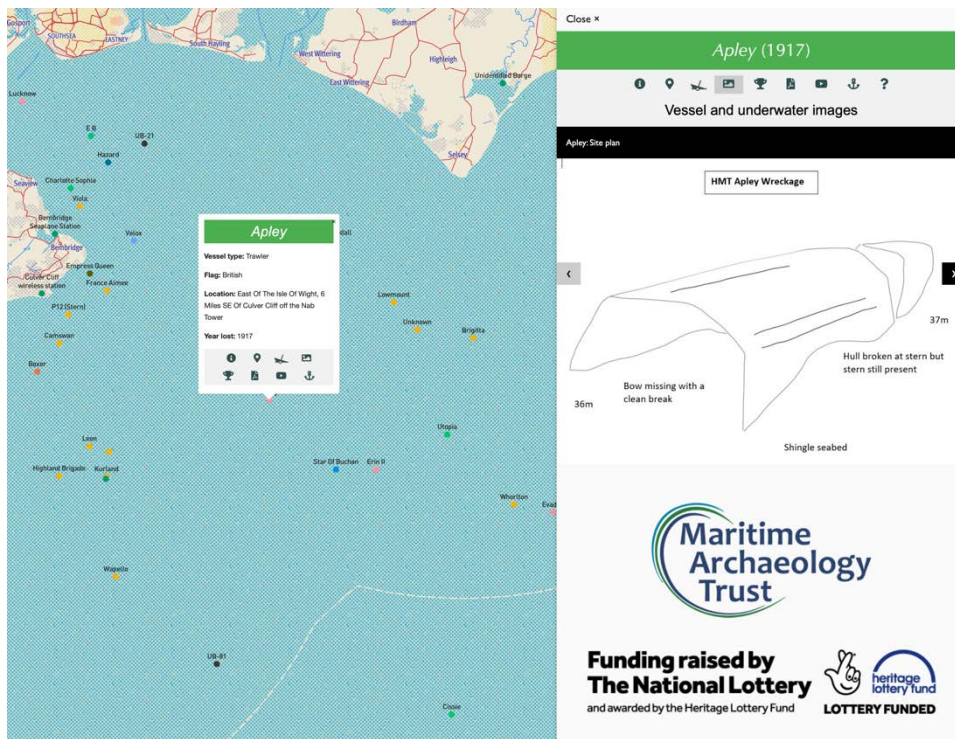 Gosport
SOUTHSEA
EASTNEY
South Hayling
Birdham
West Wittering
Highleigh
East Wittering
Unidentified Barge
Lucknow
E B
UB-21
Hazard
Selsey
Seaview
Charlotte Sophia
Viola
Bembridge
Seaplane Station
Velox
Bembridge
Empress Queen
Culver Cliff
wireless station
France Aimee
P12 (Stern)
Camswan
Boxer
Lowmount
Unknown
Brigitta
Leon
Utopia
Highland Brigade
Kurland
Star Of Buchan
Erin II
Whorlton
Evad
Wapello
UB-81
Cissie
Apley
Vessel type: Trawler
Flag: British
Location: East Of The Isle Of Wight, 6
Miles SE Of Culver Cliff off the Nab
Tower
Year lost: 1917
Close ×
Apley (1917)
Vessel and underwater images
Apley: Site plan
HMT Apley Wreckage
37m
Hull broken at stern but
stern still present
Bow missing with a
clean break
36m
Shingle seabed
Maritime
Archaeology
Trust
Funding raised by
The National Lottery
and awarded by the Heritage Lottery Fund
heritage
lottery fund
LOTTERY FUNDED